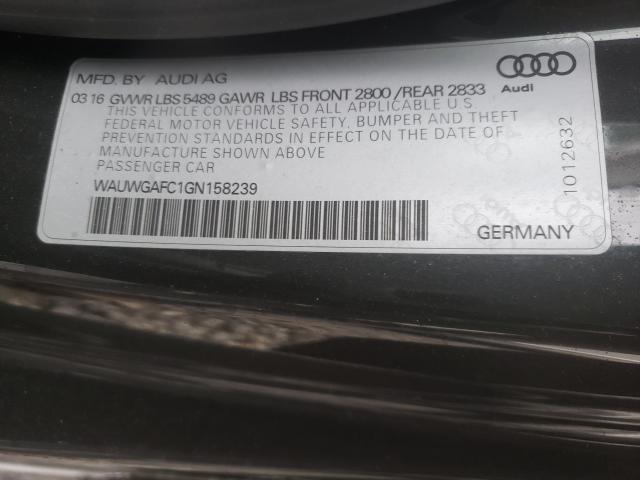 MFD. BY AUDI AG
Audi
03 16 GVWR LBS 5489 GAWR LBS FRONT 2800 /REAR 2833
THIS VEHICLE CONFORMS TO ALL APPLICABLE U.S.
FEDERAL MOTOR VEHICLE SAFETY, BUMPER AND THEFT
PREVENTION STANDARDS IN EFFECT ON THE DATE OF
MANUFACTURE SHOWN ABOVE
PASSENGER CAR
WAUWGAFC1GN158239
1012632
GERMANY